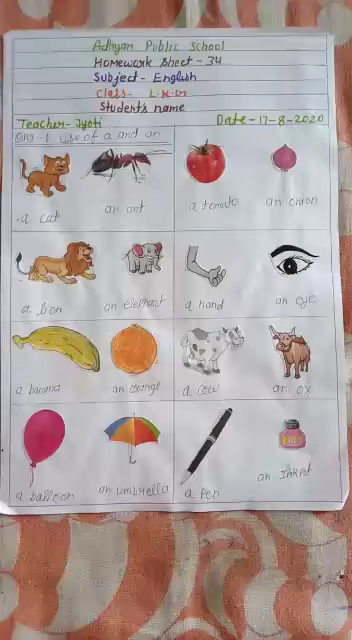 Adhyan Public School
Homework Sheet - 34
Subject - English
Class - L.K.G
Student's name
Teacher - Jyoti
Date - 17-8-2020
Qns-1 Use of a and an
a cat
an ant
a tomato
an onion
a lion
an elephant
a hand
an eye
a banana
an orange
a cow
an ox
a balloon
an umbrella
a pen
an Inkpot